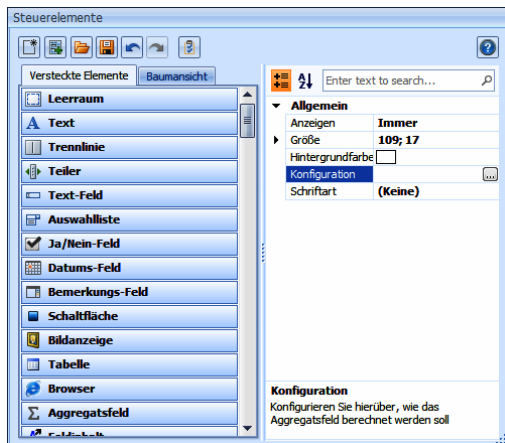 Steuerelemente
Versteckte Elemente
Baumansicht
Leerraum
Text
Trennlinie
Teiler
Text-Feld
Auswahlliste
Ja/Nein-Feld
Datums-Feld
Bemerkungs-Feld
Schaltfläche
Bildanzeige
Tabelle
Browser
Aggregatsfeld
Enter text to search...
Allgemein
Anzeigen Immer
Größe 109; 17
Hintergrundfarbe
Konfiguration ...
Schriftart (Keine)
Konfiguration
Konfigurieren Sie hierüber, wie das
Aggregatsfeld berechnet werden soll